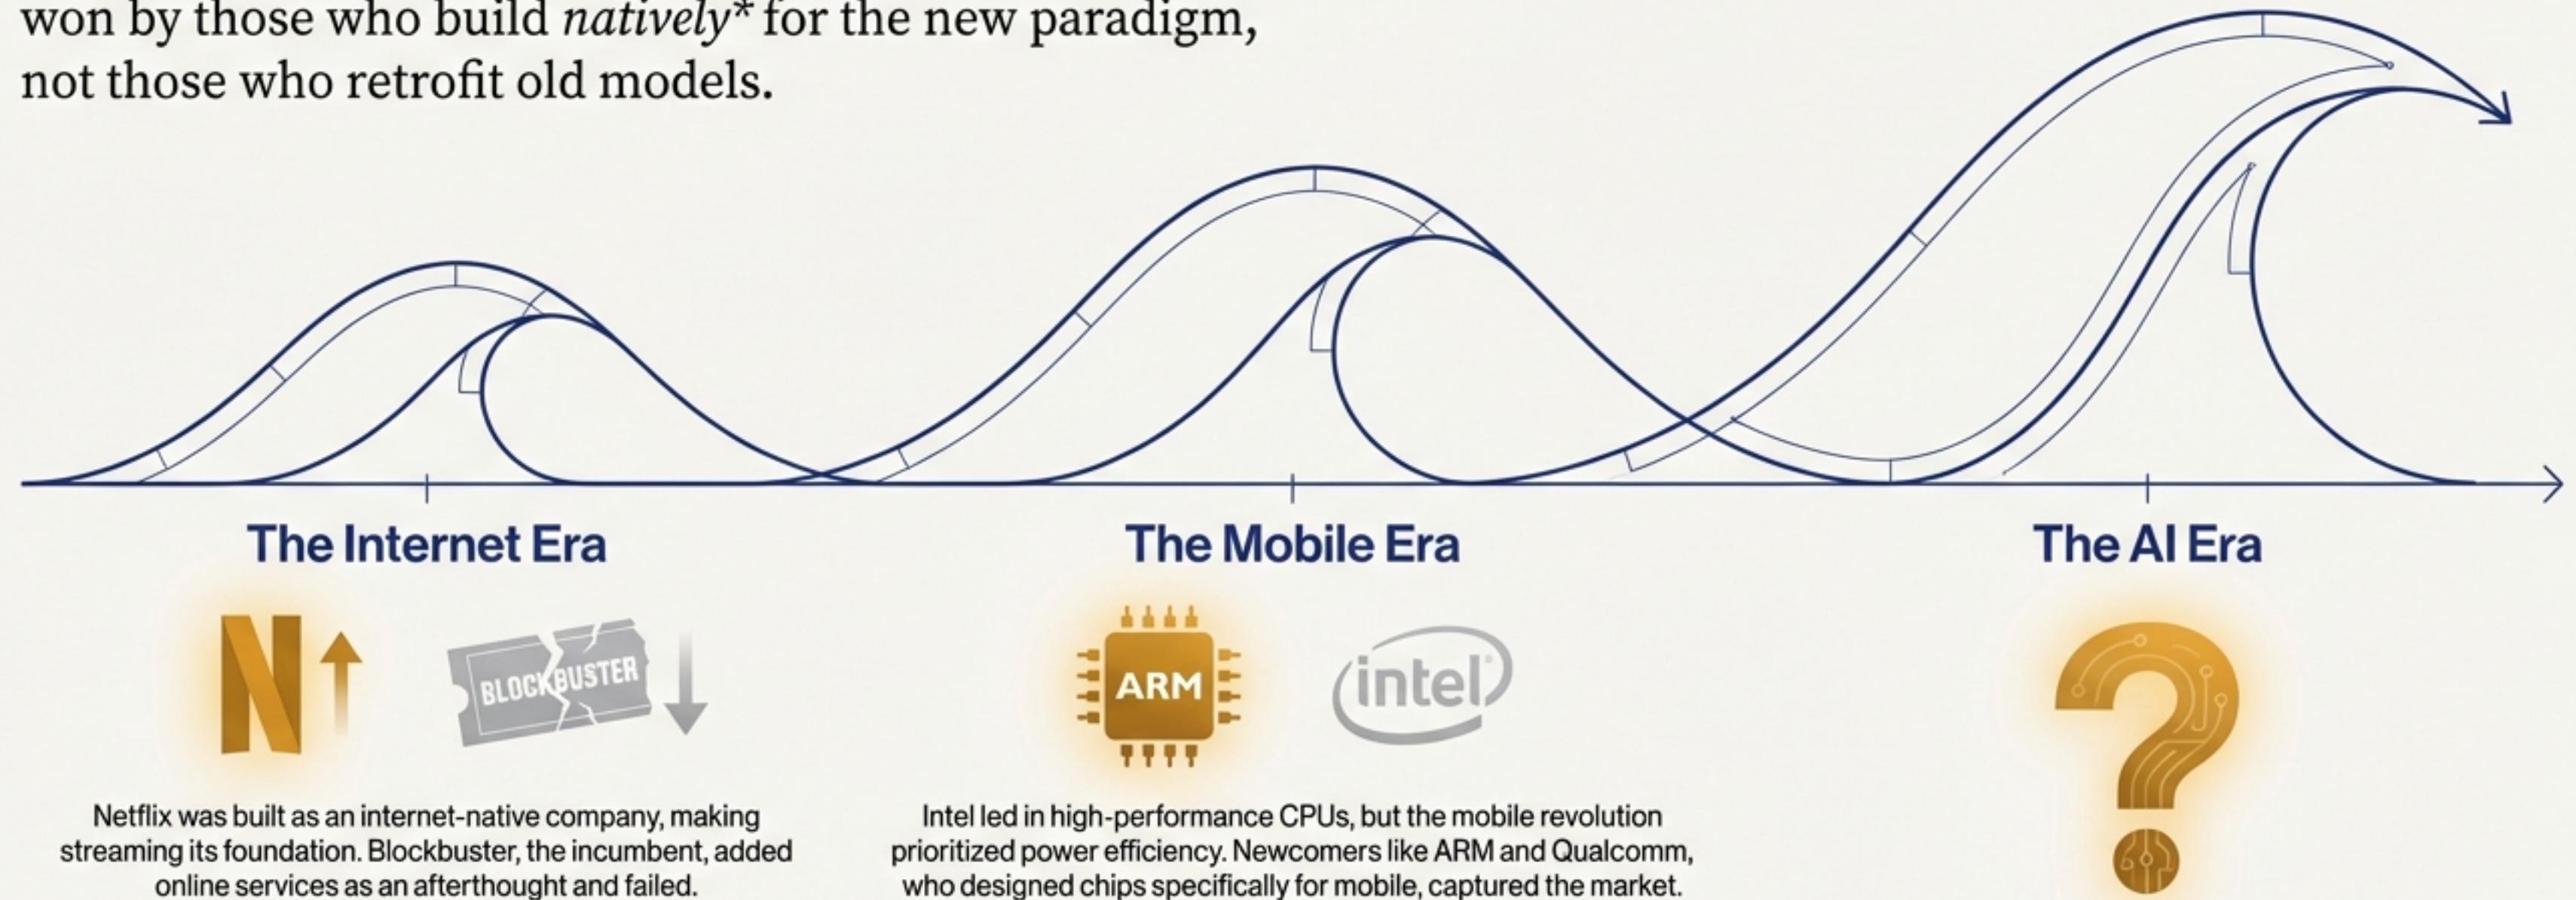 won by those who build natively* for the new paradigm,
not those who retrofit old models.
The Internet Era
The Mobile Era
The AI Era
N
BLOCKBUSTER
ARM
intel
?
Netflix was built as an internet-native company, making
streaming its foundation. Blockbuster, the incumbent, added
online services as an afterthought and failed.
Intel led in high-performance CPUs, but the mobile revolution
prioritized power efficiency. Newcomers like ARM and Qualcomm,
who designed chips specifically for mobile, captured the market.